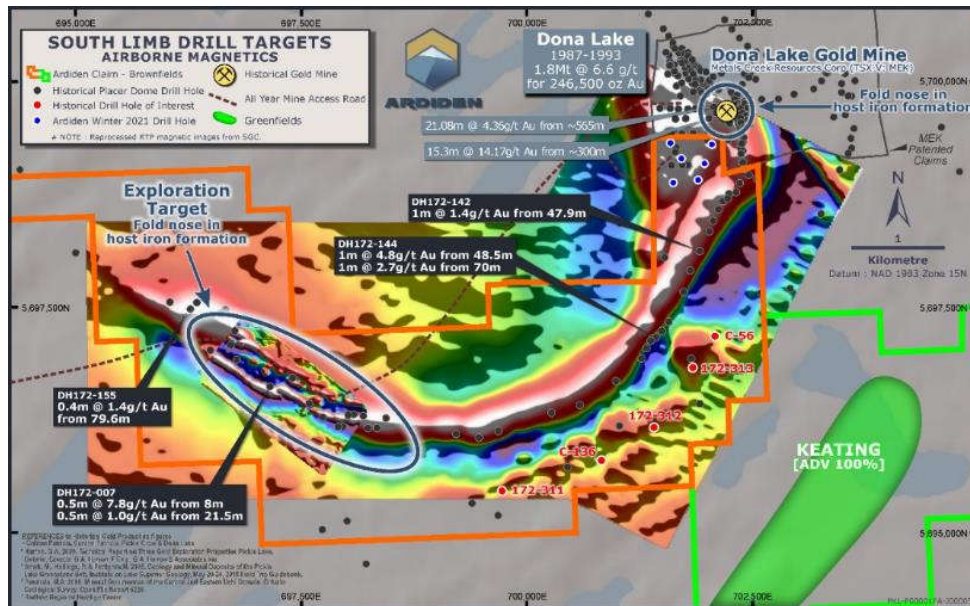 695,000E
697,500E
700,000E
702,500E
SOUTH LIMB DRILL TARGETS
AIRBORNE MAGNETICS
Ardiden Claim - Brownfields
Historical Placer Dome Drill Hole
Historical Drill Hole of Interest
Ardiden Winter 2021 Drill Hole
Historical Gold Mine
All Year Mine Access Road
Greenfields
NOTE : Reprocessed RTP magnetic images from SGC.
ARDIDEN
Dona Lake
1987-1993
1.8Mt @ 6.6 g/t
for 246,500 oz Au
Dona Lake Gold Mine
Metals Creek Resources Corp (TSX-V: MEK)
5,700,000N
Fold nose in
host iron formation
21.08m @ 4.36g/t Au from ~565m
15.3m @ 14.17g/t Au from ~300m
MEK
Patented
Claims
N
1
Kilometre
Datum : NAD 1983 Zone 15N
Exploration
Target
Fold nose in
host iron formation
DH172-142
1m @ 1.4g/t Au from 47.9m
DH172-144
1m @ 4.8g/t Au from 48.5m
1m @ 2.7g/t Au from 70m
5,697,500N
5,697,500N
C-56
172-313
DH172-155
0.4m @ 1.4g/t Au
from 79.6m
172-312
C-136
172-311
KEATING
[ADV 100%]
DH172-007
0.5m @ 7.8g/t Au from 8m
0.5m @ 1.0g/t Au from 21.5m
5,695,000N
697,500E
700,000E
702,500E